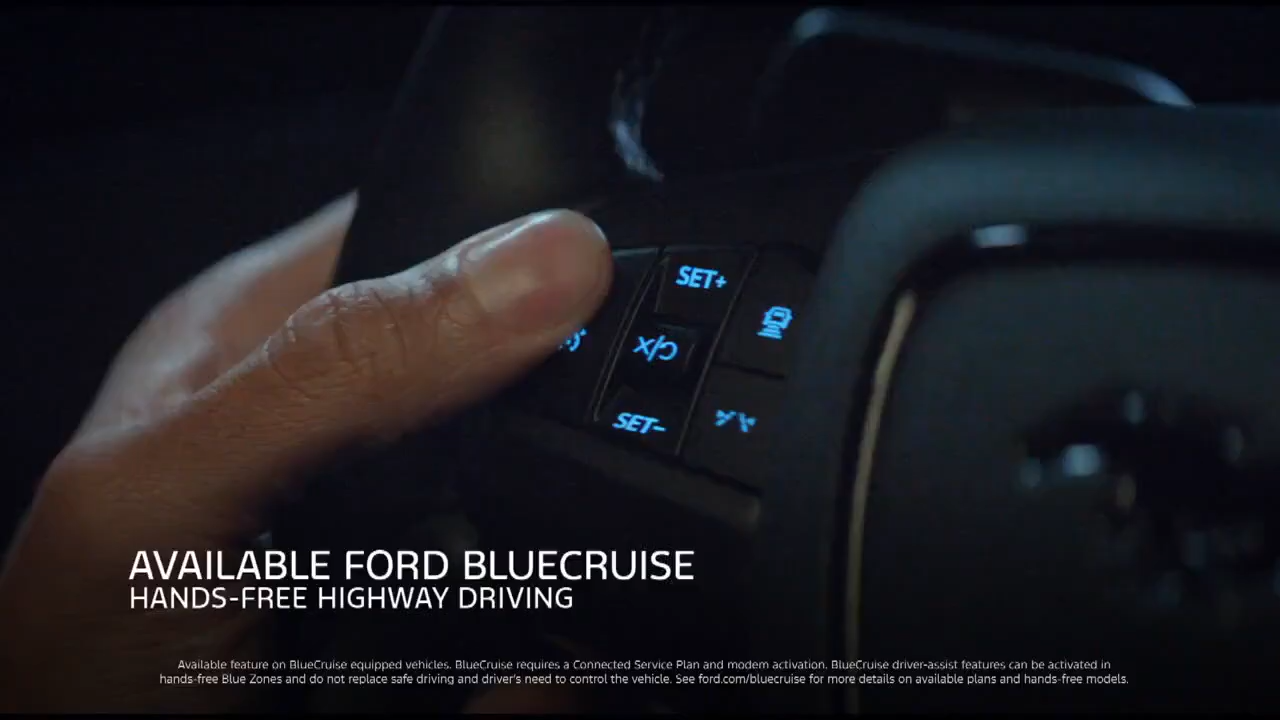 SET+
X/Ↄ
SET-
AVAILABLE FORD BLUECRUISE
HANDS-FREE HIGHWAY DRIVING
Available feature on BlueCruise equipped vehicles. BlueCruise requires a Connected Service Plan and modem activation. BlueCruise driver-assist features can be activated in
hands-free Blue Zones and do not replace safe driving and driver's need to control the vehicle. See ford.com/bluecruise for more details on available plans and hands-free models.